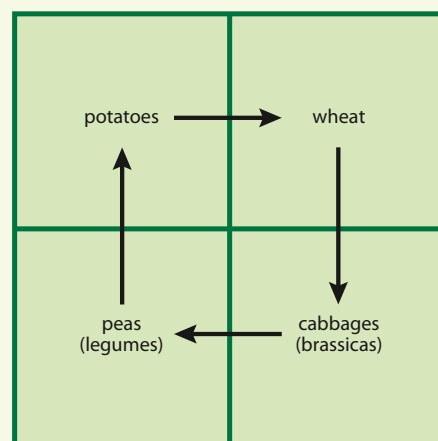 potatoes
wheat
peas
(legumes)
cabbages
(brassicas)